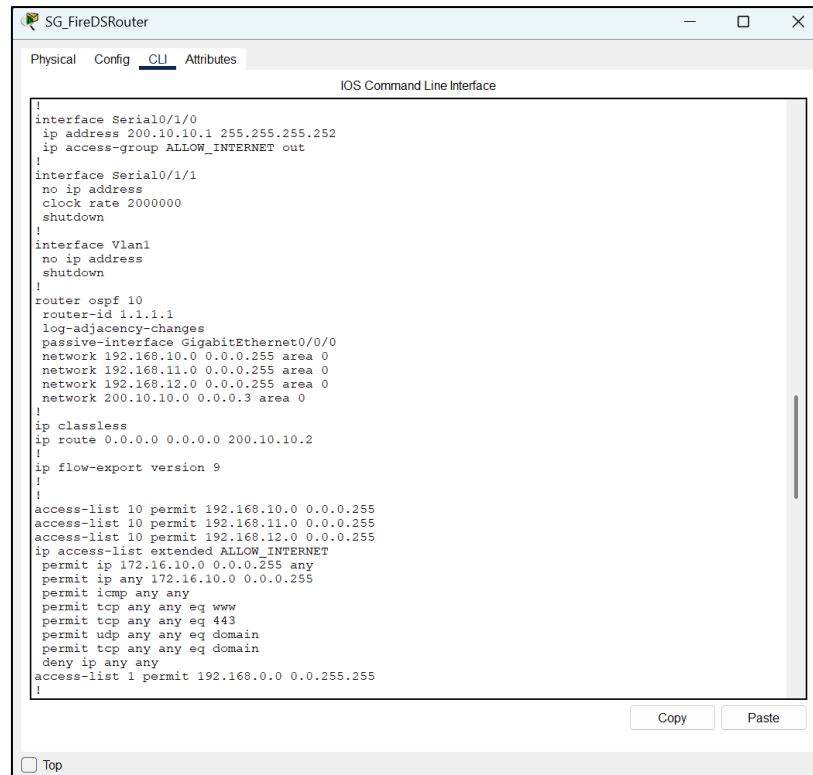 SG_FireDSRouter
Physical Config CLI Attributes
IOS Command Line Interface
!
interface Serial0/1/0
 ip address 200.10.10.1 255.255.255.252
 ip access-group ALLOW_INTERNET out
!
interface Serial0/1/1
 no ip address
 clock rate 2000000
 shutdown
!
interface Vlan1
 no ip address
 shutdown
!
router ospf 10
 router-id 1.1.1.1
 log-adjacency-changes
 passive-interface GigabitEthernet0/0/0
 network 192.168.10.0 0.0.0.255 area 0
 network 192.168.11.0 0.0.0.255 area 0
 network 192.168.12.0 0.0.0.255 area 0
 network 200.10.10.0 0.0.0.3 area 0
!
ip classless
ip route 0.0.0.0 0.0.0.0 200.10.10.2
!
ip flow-export version 9
!
!
access-list 10 permit 192.168.10.0 0.0.0.255
access-list 10 permit 192.168.11.0 0.0.0.255
access-list 10 permit 192.168.12.0 0.0.0.255
ip access-list extended ALLOW_INTERNET
 permit ip 172.16.10.0 0.0.0.255 any
 permit ip any 172.16.10.0 0.0.0.255
 permit icmp any any
 permit tcp any any eq www
 permit tcp any any eq 443
 permit udp any any eq domain
 permit tcp any any eq domain
 deny ip any any
access-list 1 permit 192.168.0.0 0.0.255.255
!
Copy Paste
Top